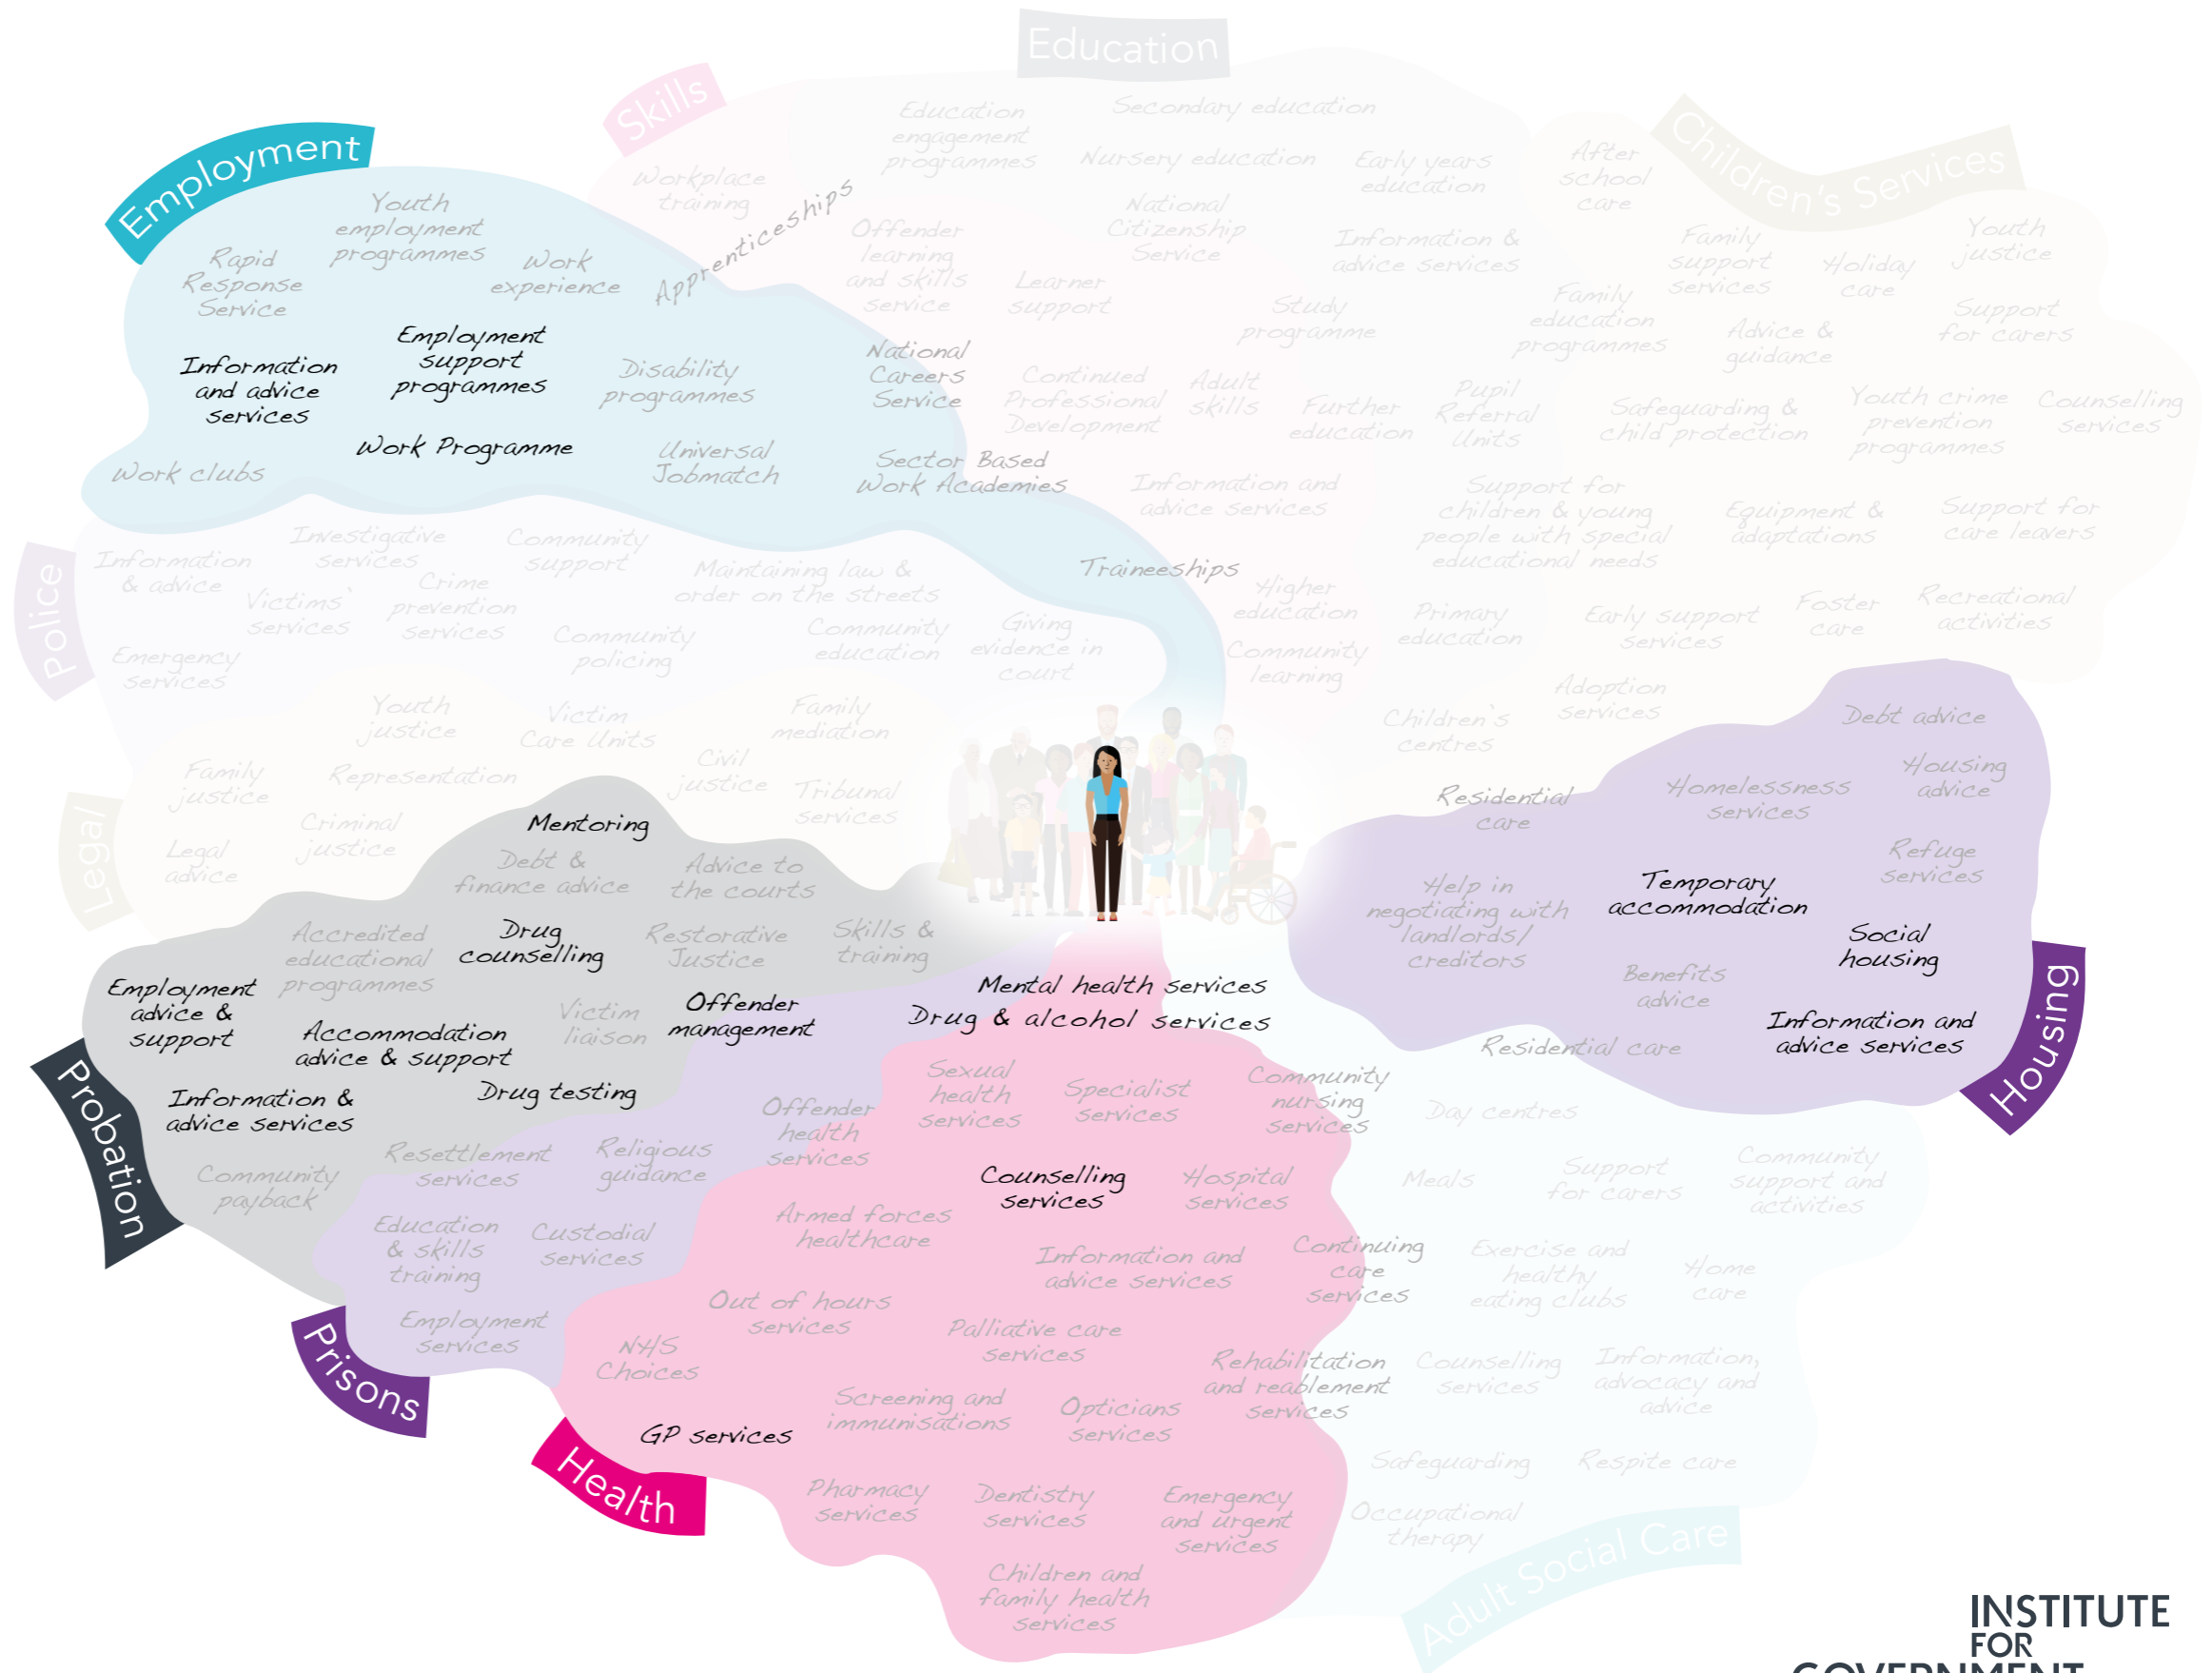 Education
Skills
Employment
Children's Services
Education
engagement
programmes
Secondary education
Nursery education
Early years
education
After
school
care
Workplace
training
Apprenticeships
Offender
learning
and skills
service
National
Citizenship
Service
Learner
support
Information &
advice services
Study
programme
Family
education
programmes
Family
support
services
Holiday
care
Youth
justice
Advice &
guidance
Support
for carers
Youth
employment
programmes
Rapid
Response
Service
Work
experience
Employment
support
programmes
Information
and advice
services
Disability
programmes
National
Careers
Service
Work Programme
Universal
Jobmatch
Work clubs
Sector Based
Work Academies
Continued
Professional
Development
Adult
skills
Further
education
Pupil
Referral
Units
Safeguarding &
child protection
Youth crime
prevention
programmes
Counselling
services
Information and
advice services
Support for
children & young
people with special
educational needs
Equipment &
adaptations
Support for
care leavers
Traineeships
Higher
education
Community
learning
Primary
education
Early support
services
Foster
care
Recreational
activities
Children's
centres
Adoption
services
Police
Information
& advice
Investigative
services
Community
support
Victims'
services
Crime
prevention
services
Maintaining law &
order on the streets
Emergency
services
Community
policing
Community
education
Giving
evidence in
court
Legal
Youth
justice
Victim
Care Units
Family
mediation
Family
justice
Representation
Civil
justice
Tribunal
services
Legal
advice
Criminal
justice
Mentoring
Debt &
finance advice
Advice to
the courts
Accredited
educational
programmes
Drug
counselling
Restorative
Justice
Skills &
training
Employment
advice &
support
Accommodation
advice & support
Victim
liaison
Offender
management
Information &
advice services
Drug testing
Community
payback
Probation
Resettlement
services
Religious
guidance
Offender
health
services
Education
& skills
training
Custodial
services
Employment
services
Prisons
Mental health services
Drug & alcohol services
Sexual
health
services
Specialist
services
Community
nursing
services
Counselling
services
Hospital
services
Armed forces
healthcare
Information and
advice services
Continuing
care
services
Out of hours
services
NHS
Choices
Palliative care
services
Rehabilitation
and reablement
services
GP services
Screening and
immunisations
Opticians
services
Health
Pharmacy
services
Dentistry
services
Emergency
and urgent
services
Children and
family health
services
Residential
care
Debt advice
Homelessness
services
Housing
advice
Refuge
services
Help in
negotiating with
landlords/
creditors
Temporary
accommodation
Social
housing
Benefits
advice
Information and
advice services
Housing
Residential care
Day centres
Meals
Support
for carers
Community
support and
activities
Exercise and
healthy
eating clubs
Home
care
Counselling
services
Information,
advocacy and
advice
Safeguarding
Respite care
Occupational
therapy
Adult Social Care
INSTITUTE
FOR
GOVERNMENT